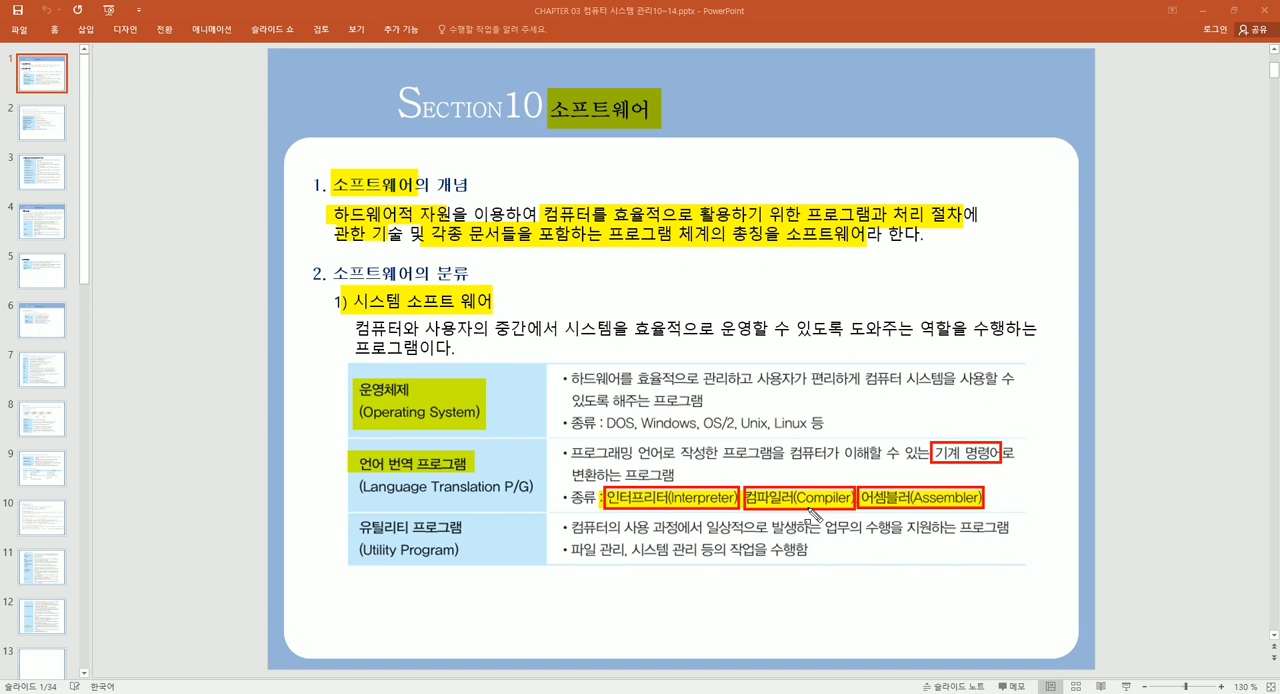 CHAPTER 03 컴퓨터 시스템 관리10~14.pptx - PowerPoint
파일 홈 삽입 디자인 전환 애니메이션 슬라이드 쇼 검토 보기 추가 기능 수행할 작업을 알려 주세요. 로그인 공유
1
2
3
4
5
6
7
8
9
10
11
12
13
SECTION10 소프트웨어
1. 소프트웨어의 개념
하드웨어적 자원을 이용하여 컴퓨터를 효율적으로 활용하기 위한 프로그램과 처리 절차에
관한 기술 및 각종 문서들을 포함하는 프로그램 체계의 총칭을 소프트웨어라 한다.
2. 소프트웨어의 분류
1) 시스템 소프트 웨어
컴퓨터와 사용자의 중간에서 시스템을 효율적으로 운영할 수 있도록 도와주는 역할을 수행하는
프로그램이다.
운영체제
(Operating System)
• 하드웨어를 효율적으로 관리하고 사용자가 편리하게 컴퓨터 시스템을 사용할 수
있도록 해주는 프로그램
• 종류 : DOS, Windows, OS/2, Unix, Linux 등
언어 번역 프로그램
(Language Translation P/G)
• 프로그래밍 언어로 작성한 프로그램을 컴퓨터가 이해할 수 있는 기계 명령어로
변환하는 프로그램
• 종류 : 인터프리터(Interpreter) 컴파일러(Compiler) 어셈블러(Assembler)
유틸리티 프로그램
(Utility Program)
• 컴퓨터의 사용 과정에서 일상적으로 발생하는 업무의 수행을 지원하는 프로그램
• 파일 관리, 시스템 관리 등의 작업을 수행함
슬라이드 1/34 한국어 슬라이드 노트 메모 130 %